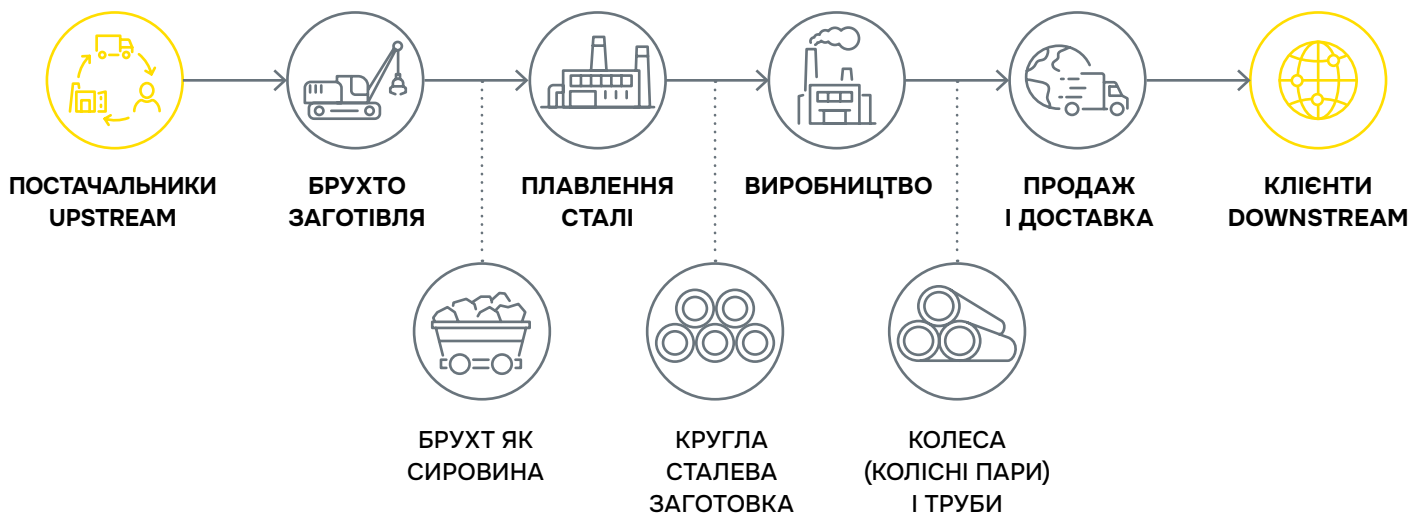 ПОСТАЧАЛЬНИКИ
UPSTREAM
БРУХТО
ЗАГОТІВЛЯ
ПЛАВЛЕННЯ
СТАЛІ
ВИРОБНИЦТВО
ПРОДАЖ
І ДОСТАВКА
КЛІЄНТИ
DOWNSTREAM
БРУХТ ЯК
СИРОВИНА
КРУГЛА
СТАЛЕВА
ЗАГОТОВКА
КОЛЕСА
(КОЛІСНІ ПАРИ)
І ТРУБИ